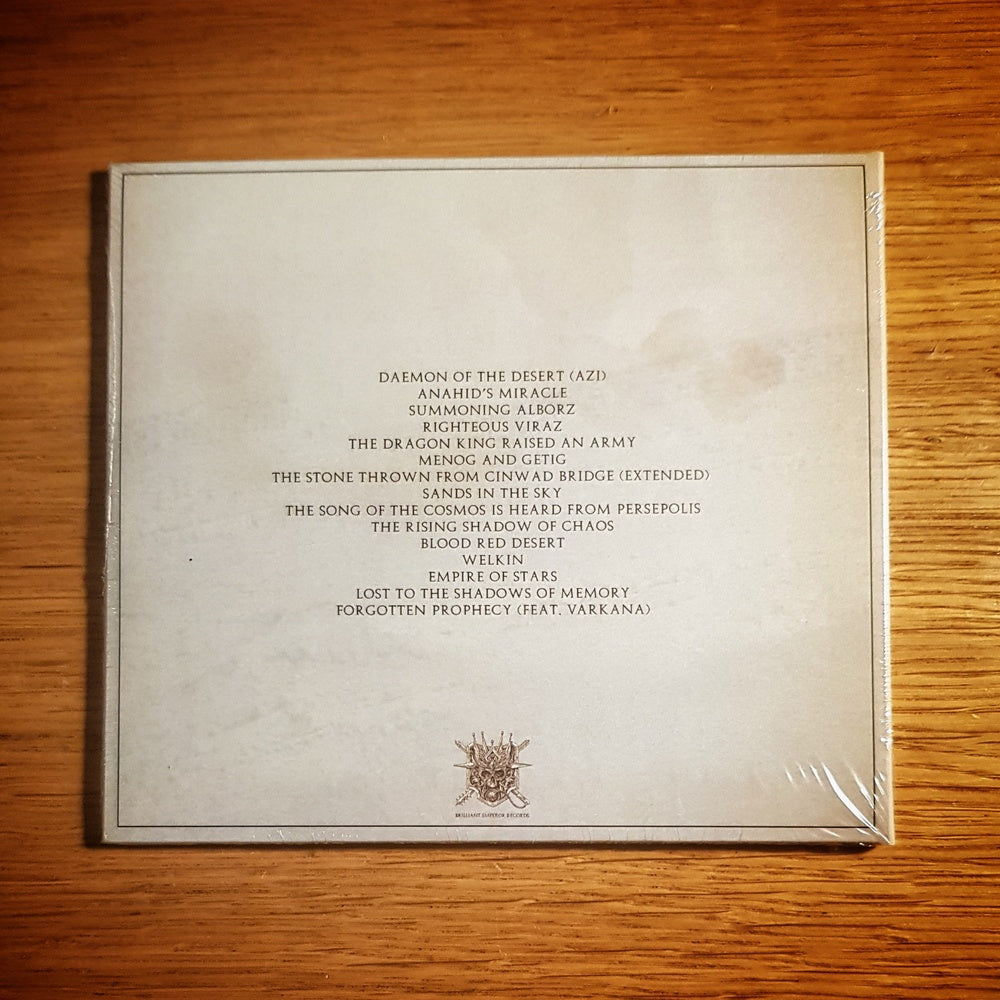 DAEMON OF THE DESERT (AZI)
ANAHID'S MIRACLE
SUMMONING ALBORZ
RIGHTEOUS VIRAZ
THE DRAGON KING RAISED AN ARMY
MENOG AND GETIG
THE STONE THROWN FROM CINWAD BRIDGE (EXTENDED)
SANDS IN THE SKY
THE SONG OF THE COSMOS IS HEARD FROM PERSEPOLIS
THE RISING SHADOW OF CHAOS
BLOOD RED DESERT
WELKIN
EMPIRE OF STARS
LOST TO THE SHADOWS OF MEMORY
FORGOTTEN PROPHECY (FEAT. VARKANA)
BRILLIANT EMPEROR RECORDS